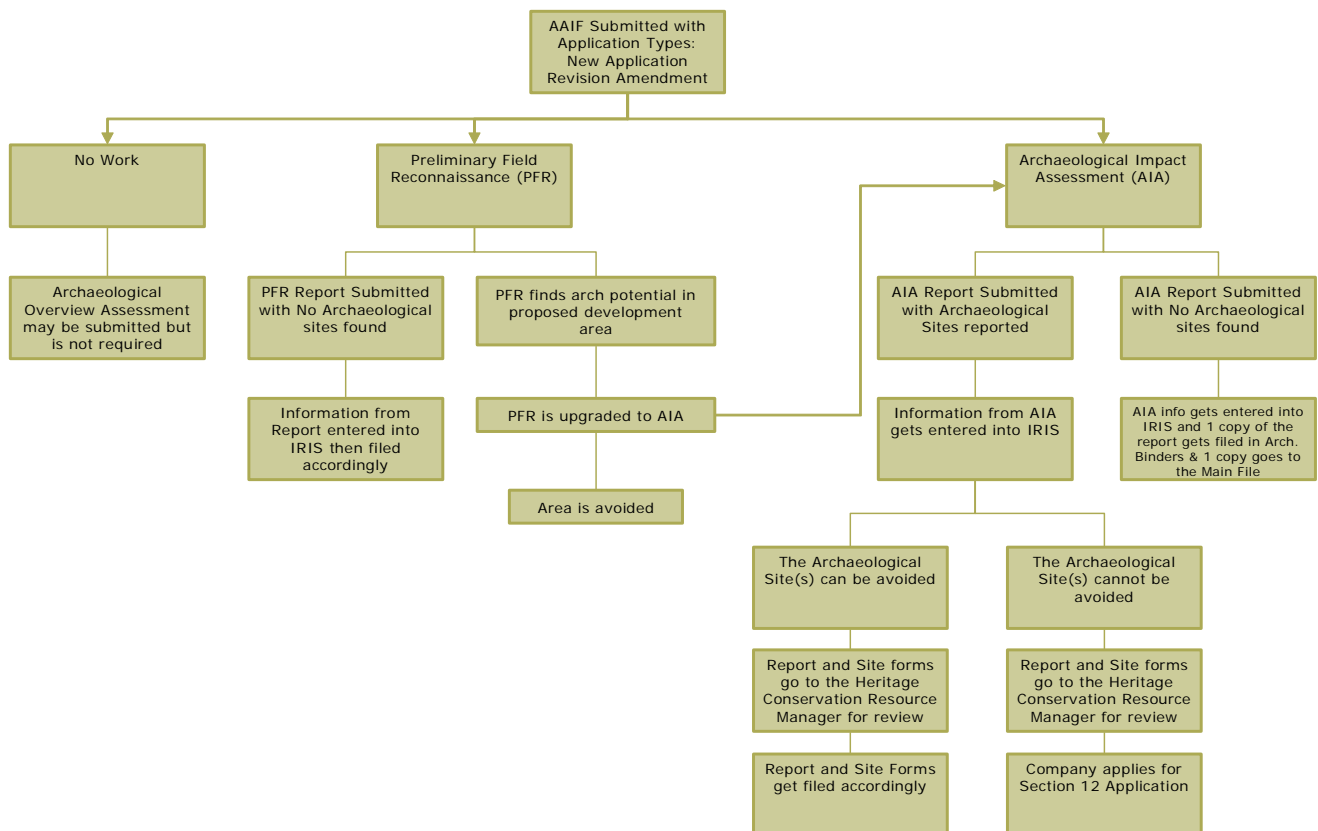 AAIF Submitted with
Application Types:
New Application
Revision Amendment
No Work
Preliminary Field
Reconnaissance (PFR)
Archaeological Impact
Assessment (AIA)
Archaeological
Overview Assessment
may be submitted but
is not required
PFR Report Submitted
with No Archaeological
sites found
PFR finds arch potential in
proposed development
area
AIA Report Submitted
with Archaeological
Sites reported
AIA Report Submitted
with No Archaeological
sites found
Information from
Report entered into
IRIS then filed
accordingly
PFR is upgraded to AIA
Information from AIA
gets entered into IRIS
AIA info gets entered into
IRIS and 1 copy of the
report gets filed in Arch.
Binders & 1 copy goes to
the Main File
Area is avoided
The Archaeological
Site(s) can be avoided
The Archaeological
Site(s) cannot be
avoided
Report and Site forms
go to the Heritage
Conservation Resource
Manager for review
Report and Site forms
go to the Heritage
Conservation Resource
Manager for review
Report and Site Forms
get filed accordingly
Company applies for
Section 12 Application